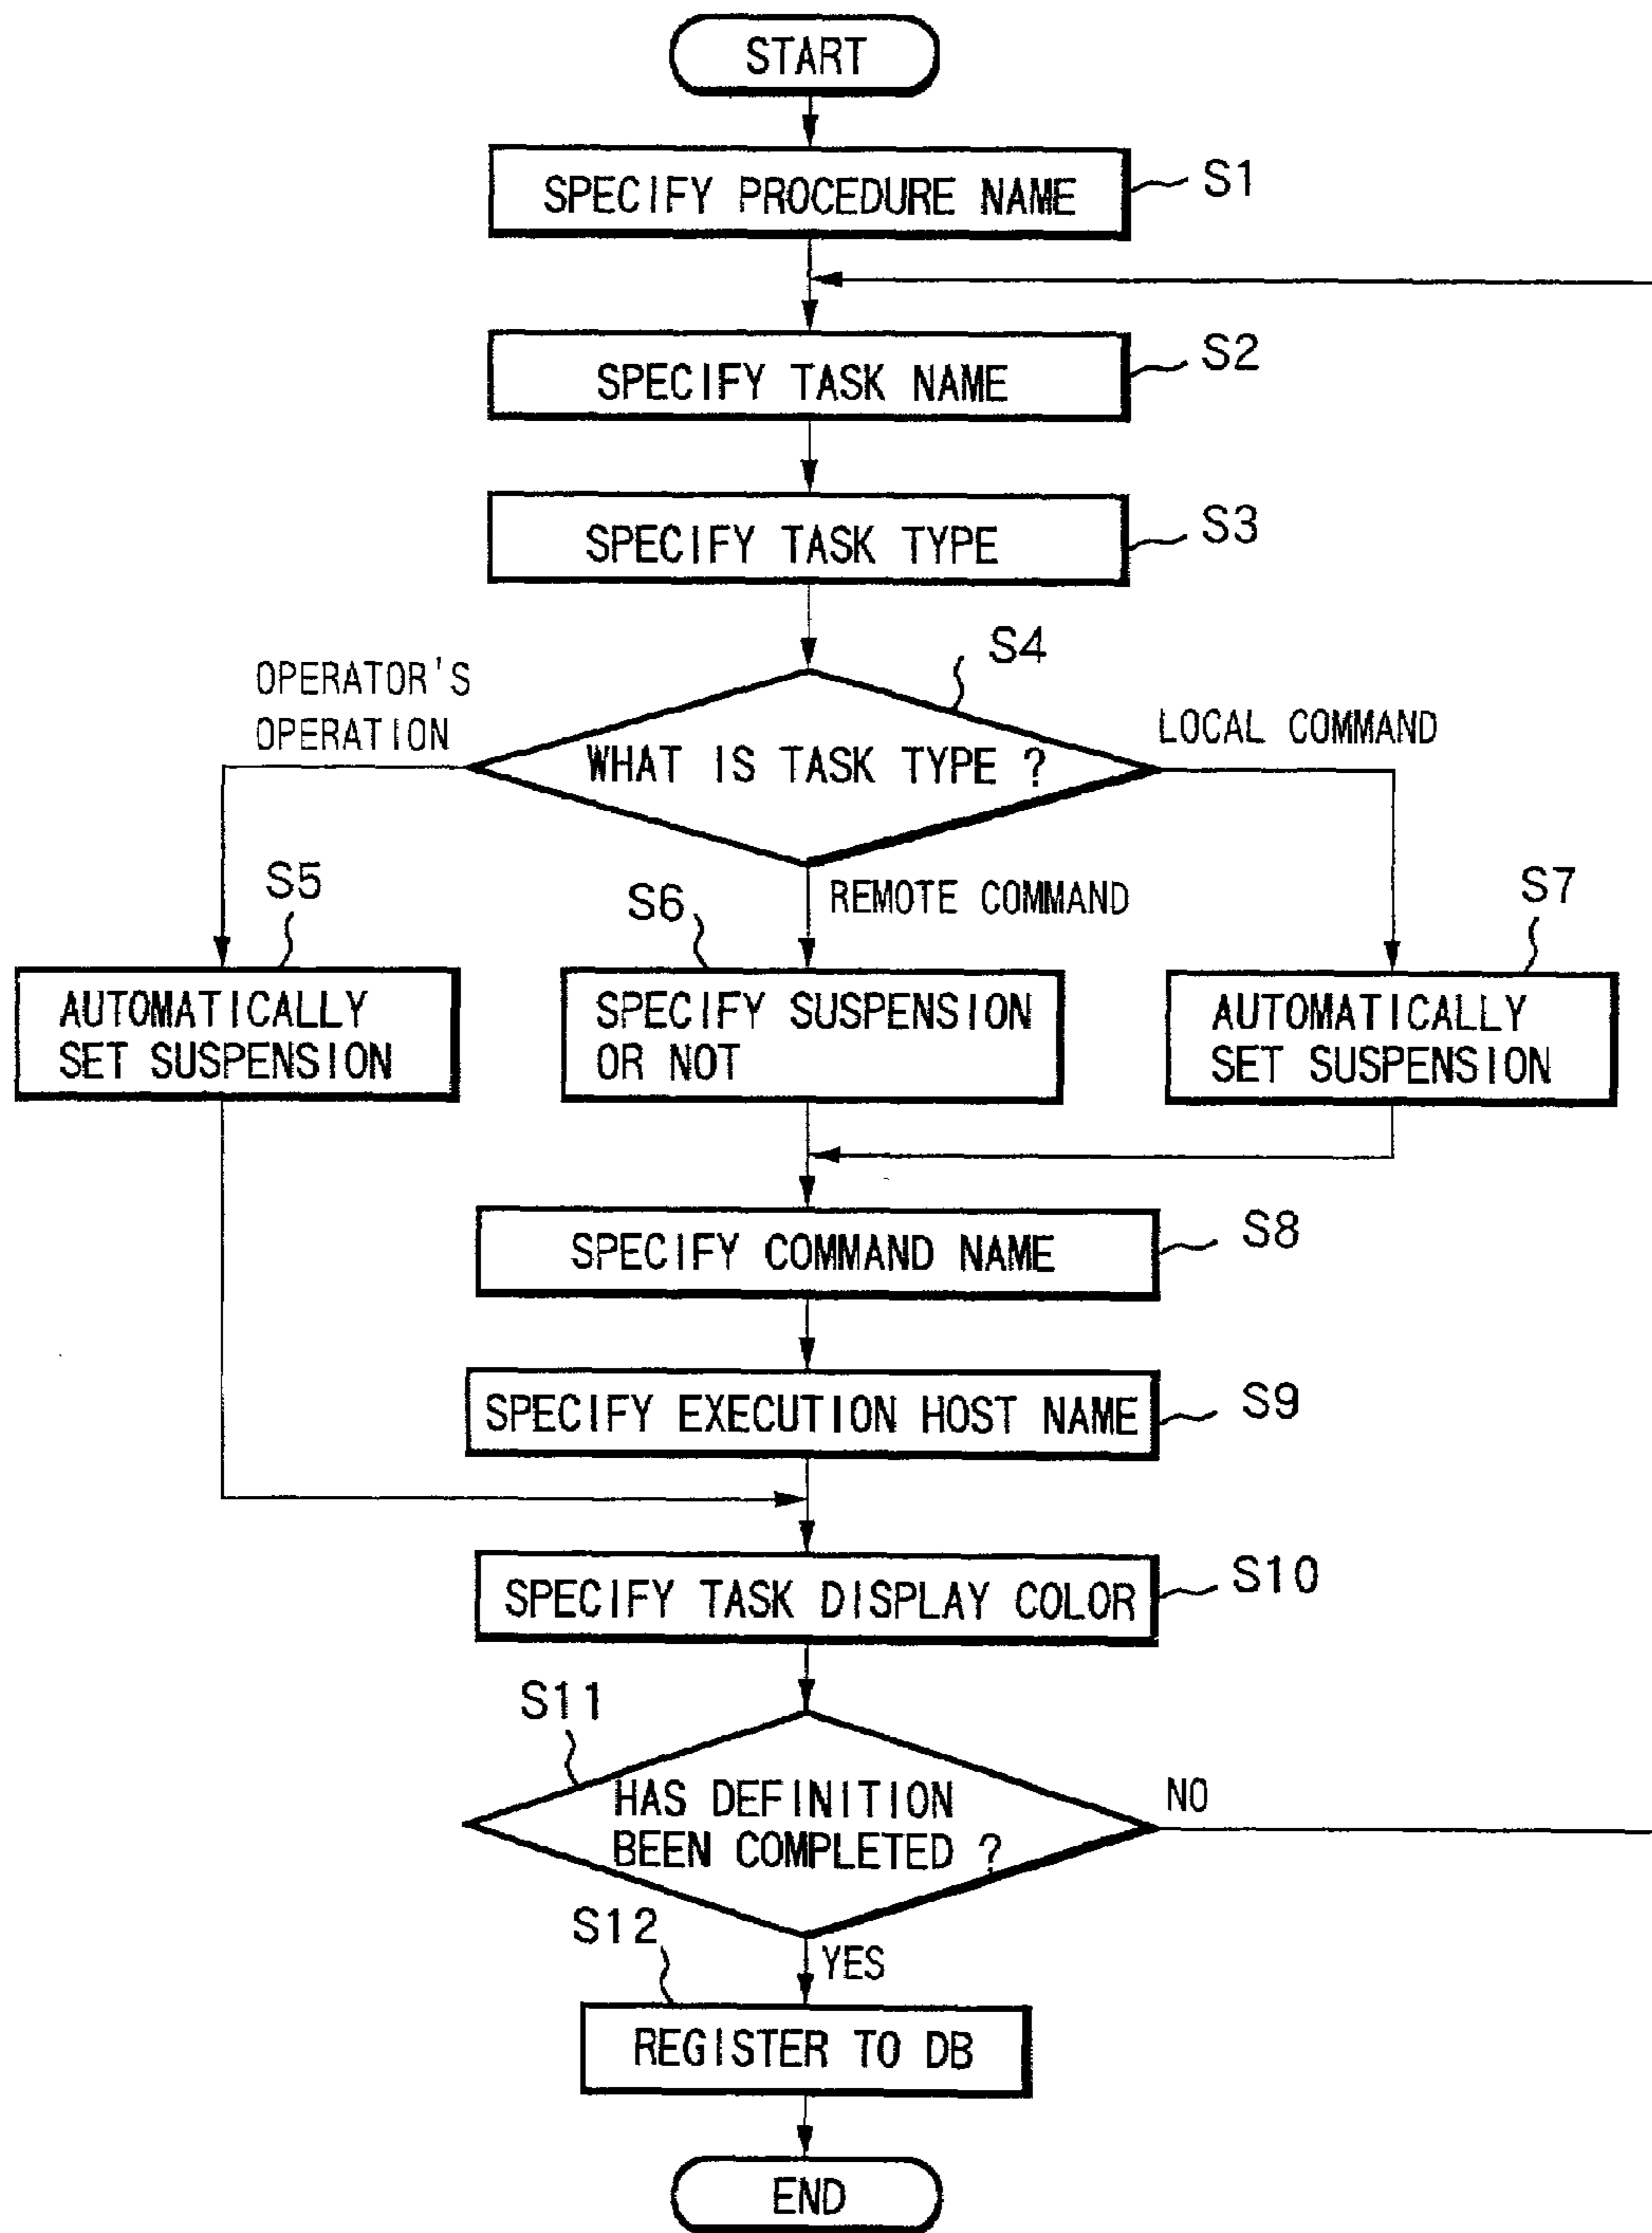 START
SPECIFY PROCEDURE NAME
S1
SPECIFY TASK NAME
S2
SPECIFY TASK TYPE
S3
S4
OPERATOR'S
OPERATION
WHAT IS TASK TYPE ?
LOCAL COMMAND
REMOTE COMMAND
S5
S6
S7
AUTOMATICALLY
SET SUSPENSION
SPECIFY SUSPENSION
OR NOT
AUTOMATICALLY
SET SUSPENSION
SPECIFY COMMAND NAME
S8
SPECIFY EXECUTION HOST NAME
S9
SPECIFY TASK DISPLAY COLOR
S10
S11
HAS DEFINITION
BEEN COMPLETED ?
NO
S12
YES
REGISTER TO DB
END